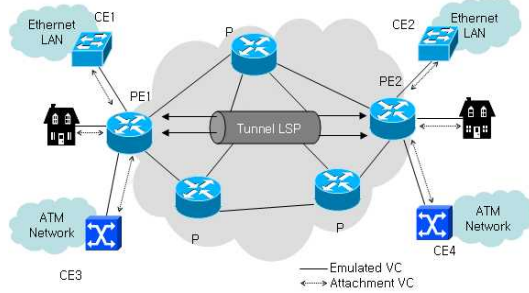 CE1
Ethernet
LAN
P
CE2
Ethernet
LAN
PE1
PE2
Tunnel LSP
ATM
Network
CE3
P
P
ATM
Network
CE4
Emulated VC
Attachment VC